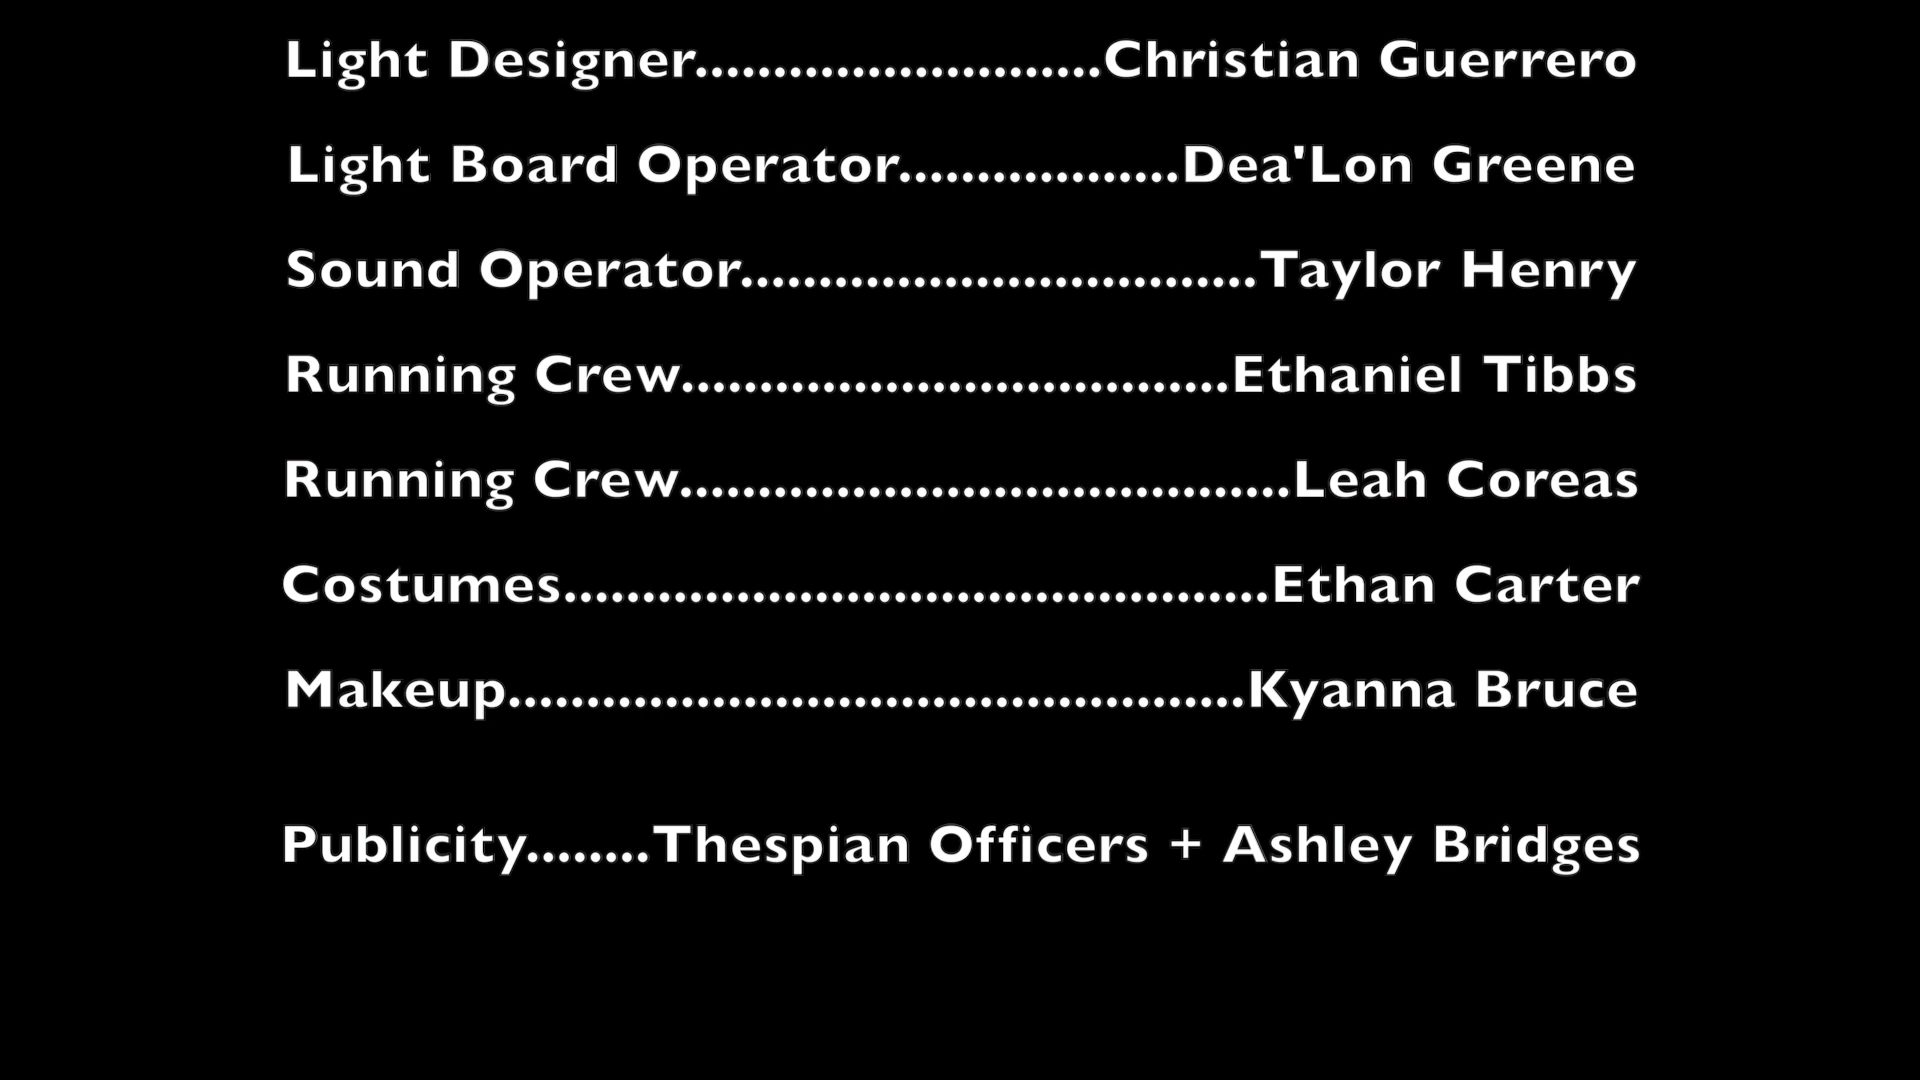 Light Designer..........................Christian Guerrero
Light Board Operator..................Dea'Lon Greene
Sound Operator.................................Taylor Henry
Running Crew...................................Ethaniel Tibbs
Running Crew.......................................Leah Coreas
Costumes.............................................Ethan Carter
Makeup...............................................Kyanna Bruce
Publicity........Thespian Officers + Ashley Bridges